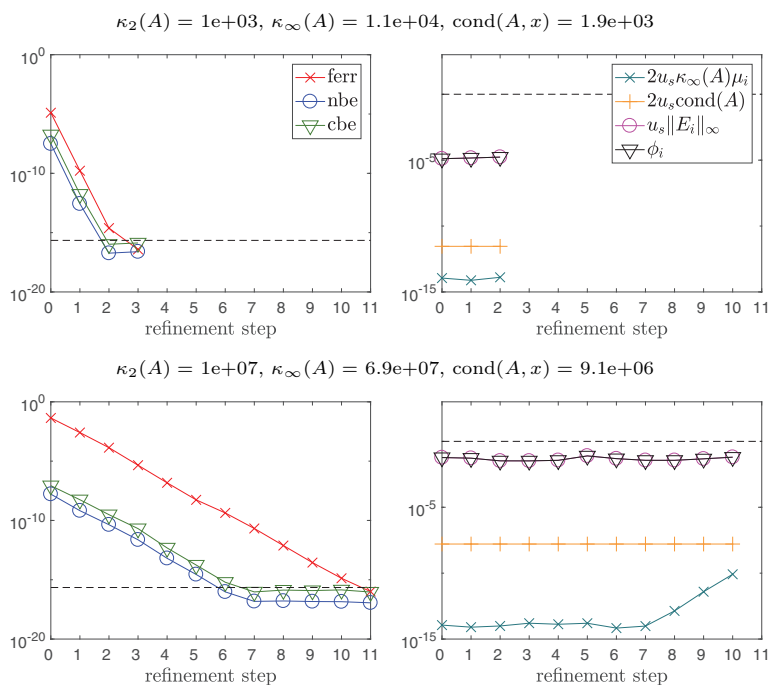 κ₂(A) = 1e+03, κ∞(A) = 1.1e+04, cond(A, x) = 1.9e+03
10⁰
10⁻¹⁰
10⁻²⁰
ferr
nbe
cbe
0 1 2 3 4 5 6 7 8 9 10 11
refinement step
10⁻⁵
10⁻¹⁵
2uₛκ∞(A)μᵢ
2uₛcond(A)
uₛ‖Eᵢ‖∞
ϕᵢ
0 1 2 3 4 5 6 7 8 9 10 11
refinement step
κ₂(A) = 1e+07, κ∞(A) = 6.9e+07, cond(A, x) = 9.1e+06
10⁰
10⁻¹⁰
10⁻²⁰
0 1 2 3 4 5 6 7 8 9 10 11
refinement step
10⁻⁵
10⁻¹⁵
0 1 2 3 4 5 6 7 8 9 10 11
refinement step